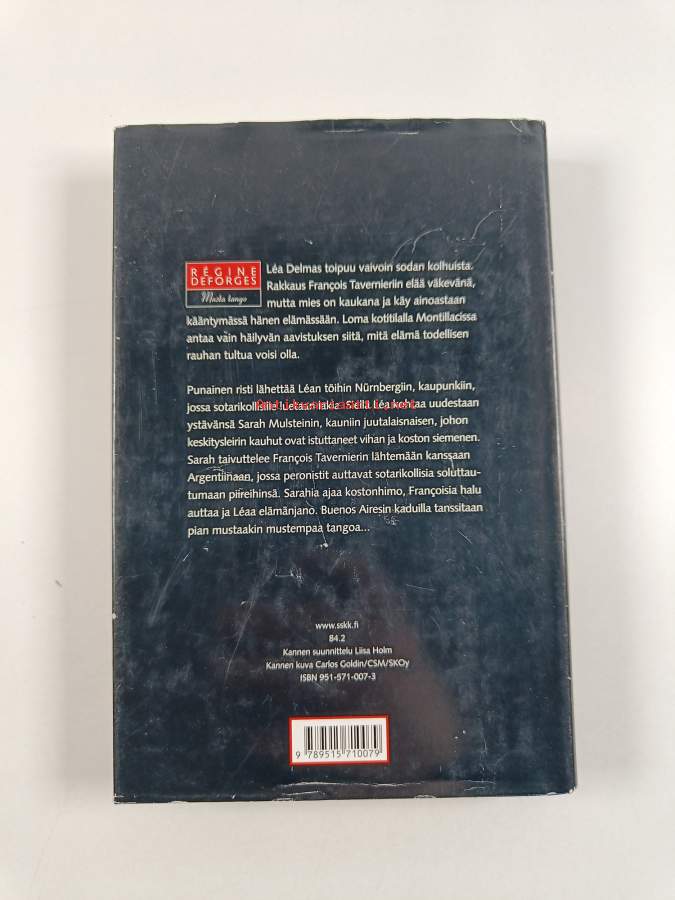 RÉGINE
DEFORGES
Musta tango
Léa Delmas toipuu vaivoin sodan kolhuista.
Rakkaus François Tavernieriin elää väkevänä,
mutta mies on kaukana ja käy ainoastaan
kääntymässä hänen elämässään. Loma kotitilalla Montillacissa
antaa vain häilyvän aavistuksen siitä, mitä elämä todellisen
rauhan tultua voisi olla.
Punainen risti lähettää Léan töihin Nürnbergiin, kaupunkiin,
jossa sotarikollisille luetaan lakia. Siellä Léa kohtaa uudestaan
ystävänsä Sarah Mulsteinin, kauniin juutalaisnaisen, johon
keskitysleirin kauhut ovat istuttaneet vihan ja koston siemenen.
Sarah taivuttelee François Tavernierin lähtemään kanssaan
Argentiinaan, jossa peronistit auttavat sotarikollisia soluttau-
tumaan piireihinsä. Sarahia ajaa kostonhimo, Françoisia halu
auttaa ja Léaa elämänjano. Buenos Airesin kaduilla tanssitaan
pian mustaakin mustempaa tangoa...
www.sskk.fi
84.2
Kannen suunnittelu Liisa Holm
Kannen kuva Carlos Goldin/CSM/SKOy
ISBN 951-571-007-3
9 789515 710079